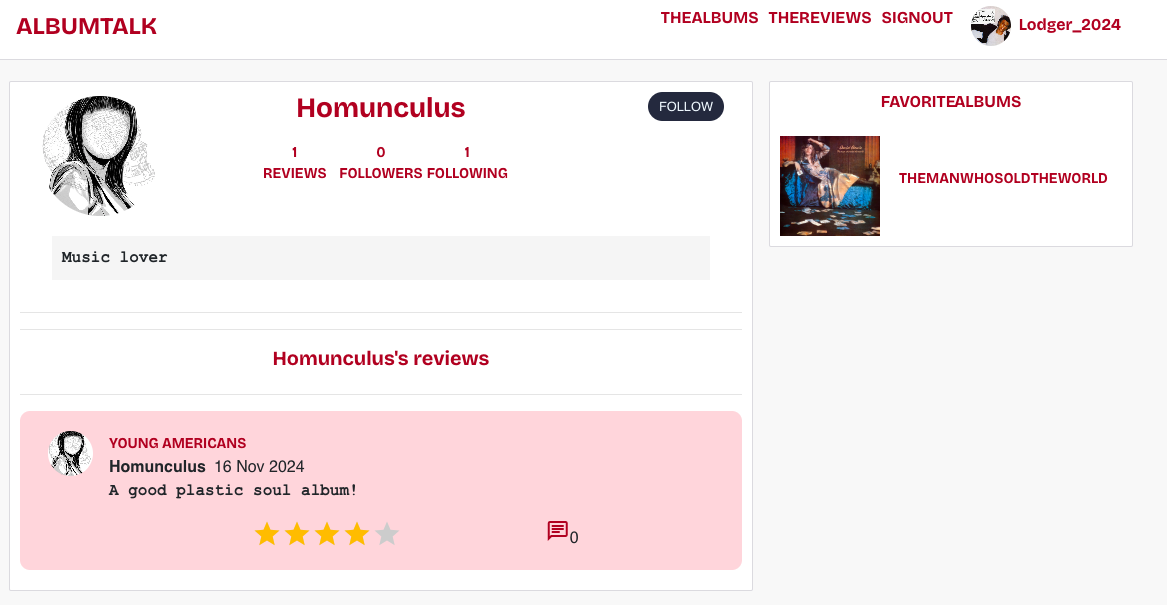 ALBUMTALK
THEALBUMS THEREVIEWS SIGNOUT Lodger_2024
Homunculus
FOLLOW
1 0 1
REVIEWS FOLLOWERS FOLLOWING
Music lover
Homunculus's reviews
YOUNG AMERICANS
Homunculus 16 Nov 2024
A good plastic soul album!
0
FAVORITEALBUMS
THEMANWHOSOLDTHEWORLD